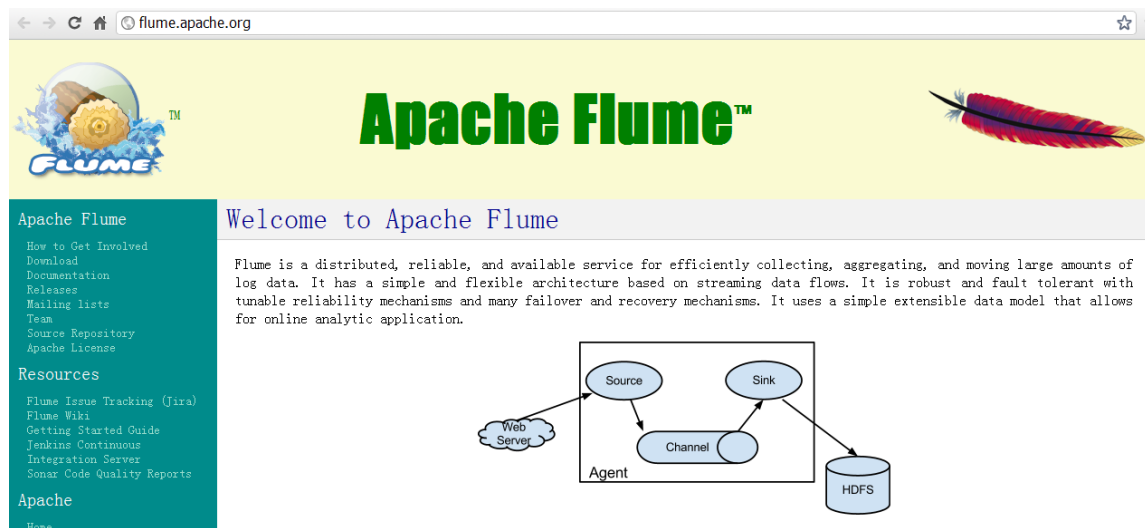 flume.apache.org
FLUME
TM
Apache Flume™
Apache Flume
How to Get Involved
Download
Documentation
Releases
Mailing lists
Team
Source Repository
Apache License
Resources
Flume Issue Tracking (Jira)
Flume Wiki
Getting Started Guide
Jenkins Continuous
Integration Server
Sonar Code Quality Reports
Apache
Home
Welcome to Apache Flume
Flume is a distributed, reliable, and available service for efficiently collecting, aggregating, and moving large amounts of
log data. It has a simple and flexible architecture based on streaming data flows. It is robust and fault tolerant with
tunable reliability mechanisms and many failover and recovery mechanisms. It uses a simple extensible data model that allows
for online analytic application.
Source
Sink
Web
Server
Channel
Agent
HDFS